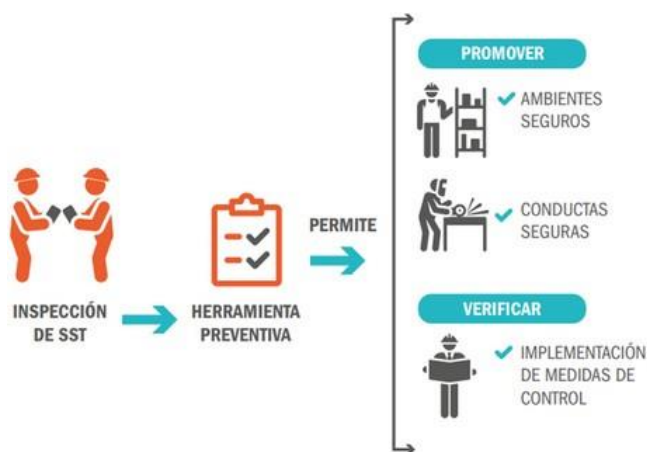 INSPECCIÓN
DE SST
HERRAMIENTA
PREVENTIVA
PERMITE
PROMOVER
AMBIENTES
SEGUROS
CONDUCTAS
SEGURAS
VERIFICAR
IMPLEMENTACIÓN
DE MEDIDAS DE
CONTROL